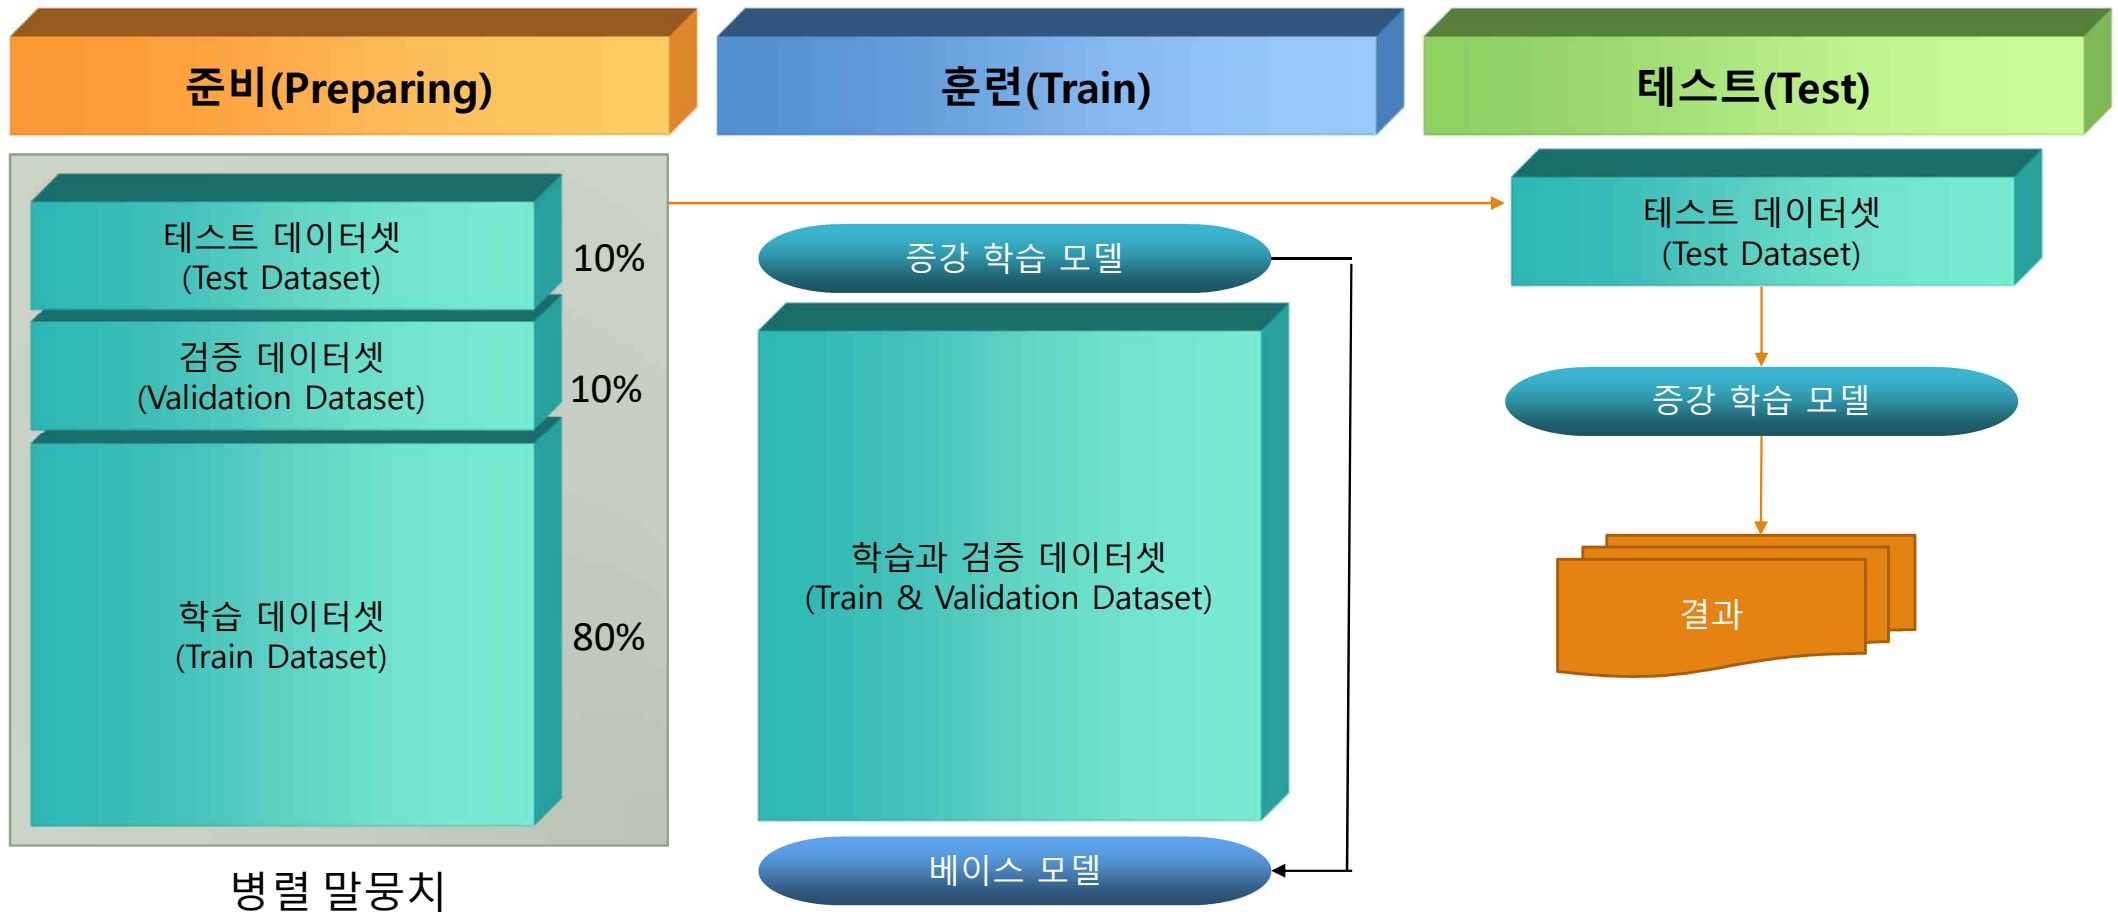 준비(Preparing)
훈련(Train)
테스트(Test)
테스트 데이터셋
(Test Dataset)
10%
검증 데이터셋
(Validation Dataset)
10%
학습 데이터셋
(Train Dataset)
80%
병렬 말뭉치
증강 학습 모델
학습과 검증 데이터셋
(Train & Validation Dataset)
베이스 모델
테스트 데이터셋
(Test Dataset)
증강 학습 모델
결과